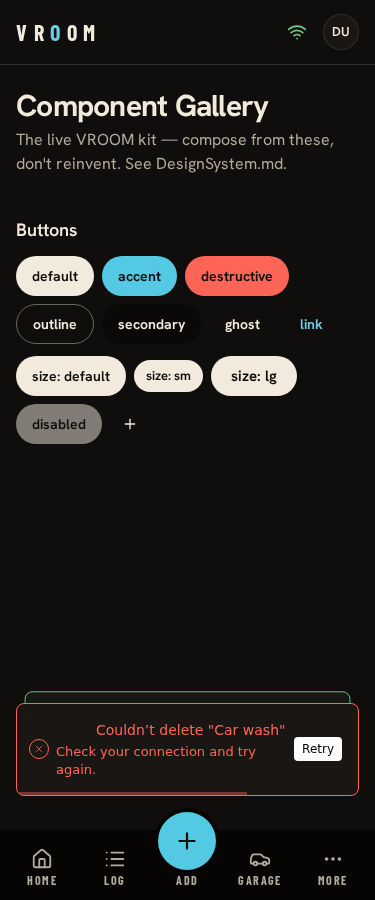 VROOM
DU
Component Gallery
The live VROOM kit — compose from these,
don't reinvent. See DesignSystem.md.
Buttons
default
accent
destructive
outline
secondary
ghost
link
size: default
size: sm
size: lg
disabled
+
Couldn’t delete "Car wash"
Check your connection and try
again.
Retry
HOME
LOG
ADD
GARAGE
MORE